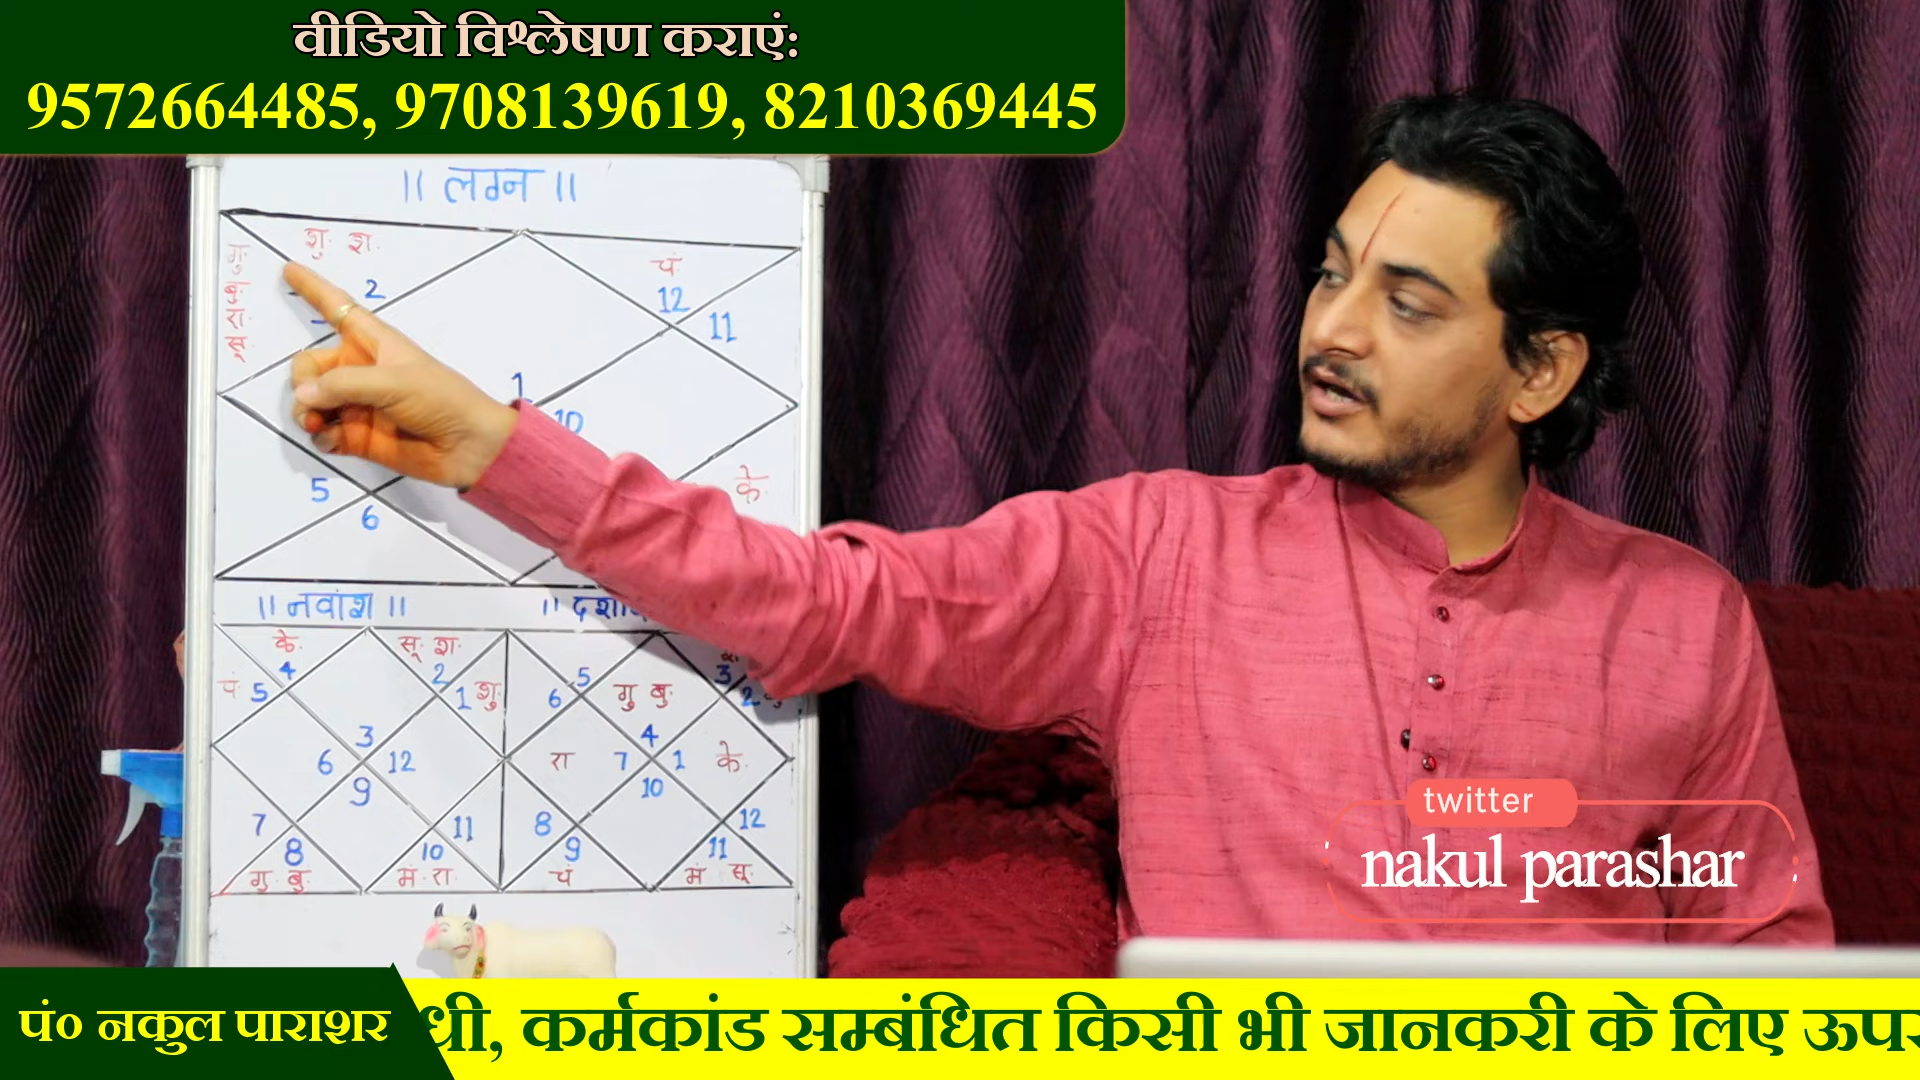 वीडियो विश्लेषण कराएं:
9572664485, 9708139619, 8210369445
|| लग्न ||
शु. श.
गु.
चं.
2
12
बु.
रा.
11
सू.
1
10
के.
5
6
|| नवांश ||
के.
सू. श.
4
2
5
3
5
1 शु.
6
गु बु.
2
3
4
6
12
रा
7
1
के.
9
10
7
11
8
12
8
10
9
11
गु. बु.
मं. रा.
चं
मं सू.
twitter
nakul parashar
पं० नकुल पाराशर
धी, कर्मकांड सम्बंधित किसी भी जानकरी के लिए